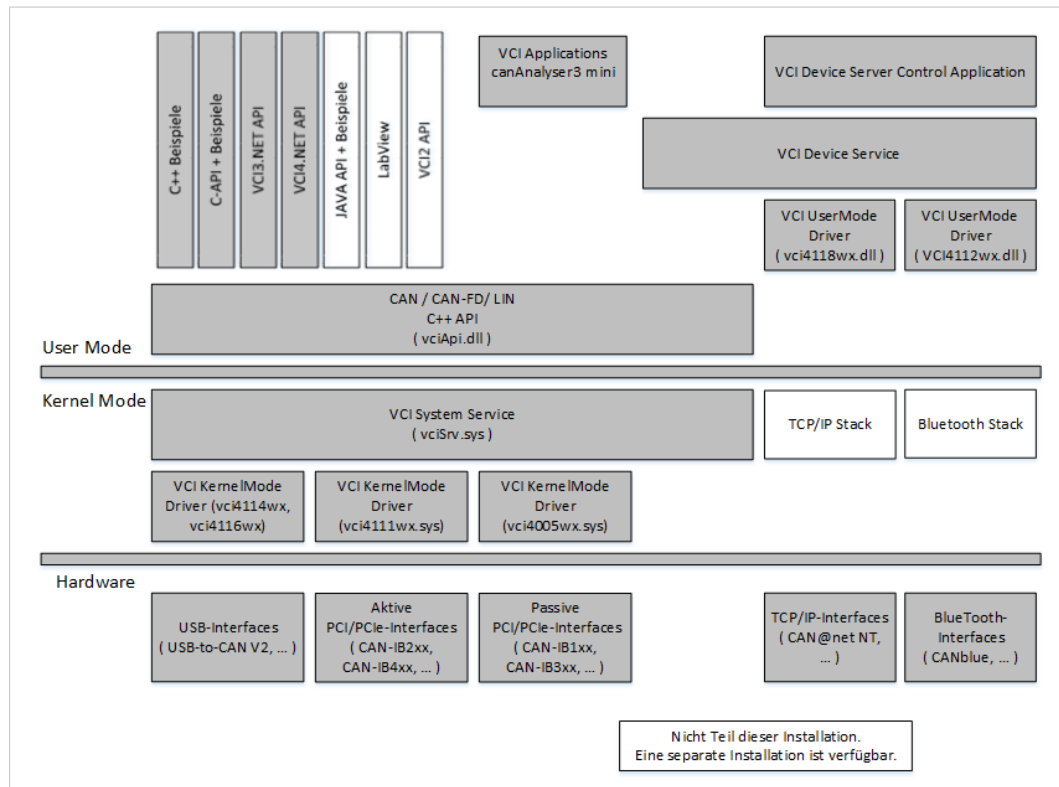 C++ Beispiele
C-API + Beispiele
VCI3.NET API
VCI4.NET API
JAVA API + Beispiele
LabView
VCI2 API
VCI Applications
canAnalyser3 mini
VCI Device Server Control Application
VCI Device Service
VCI UserMode
Driver
( vci4118wx.dll )
VCI UserMode
Driver
( VCI4112wx.dll )
CAN / CAN-FD/ LIN
C++ API
( vciApi.dll )
User Mode
Kernel Mode
VCI System Service
( vciSrv.sys )
TCP/IP Stack
Bluetooth Stack
VCI KernelMode
Driver (vci4114wx,
vci4116wx)
VCI KernelMode
Driver
(vci4111wx.sys)
VCI KernelMode
Driver
(vci4005wx.sys)
Hardware
USB-Interfaces
( USB-to-CAN V2, ... )
Aktive
PCI/PCIe-Interfaces
( CAN-IB2xx,
CAN-IB4xx, ... )
Passive
PCI/PCIe-Interfaces
( CAN-IB1xx,
CAN-IB3xx, ... )
TCP/IP-Interfaces
( CAN@net NT,
... )
BlueTooth-
Interfaces
( CANblue, ... )
Nicht Teil dieser Installation.
Eine separate Installation ist verfügbar.